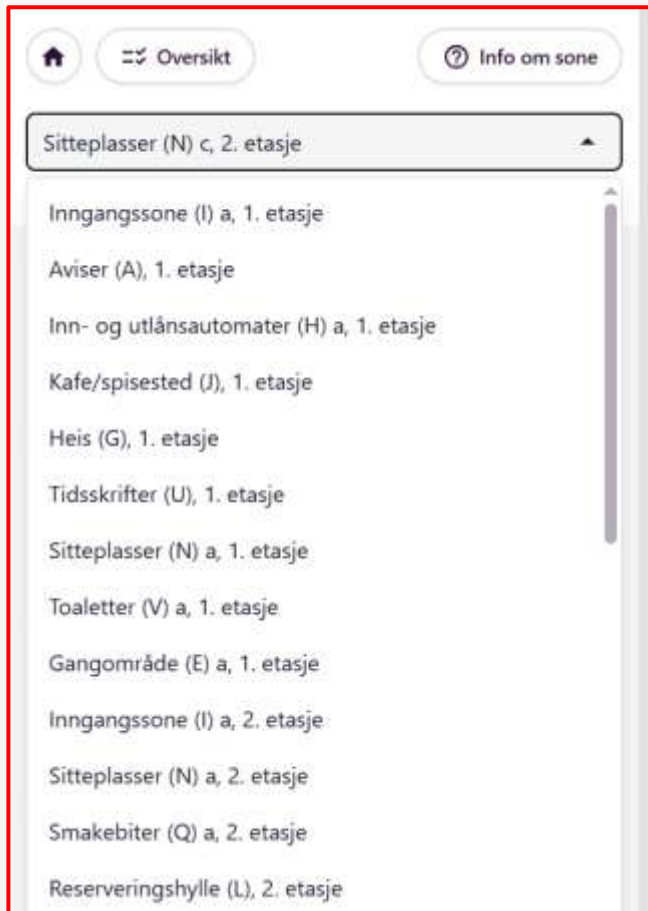 Oversikt
Info om sone
Sitteplasser (N) c, 2. etasje
Inngangssone (I) a, 1. etasje
Aviser (A), 1. etasje
Inn- og utlånsautomater (H) a, 1. etasje
Kafe/spisested (J), 1. etasje
Heis (G), 1. etasje
Tidsskrifter (U), 1. etasje
Sitteplasser (N) a, 1. etasje
Toaletter (V) a, 1. etasje
Gangområde (E) a, 1. etasje
Inngangssone (I) a, 2. etasje
Sitteplasser (N) a, 2. etasje
Smakebiter (Q) a, 2. etasje
Reserveringshylle (L), 2. etasje